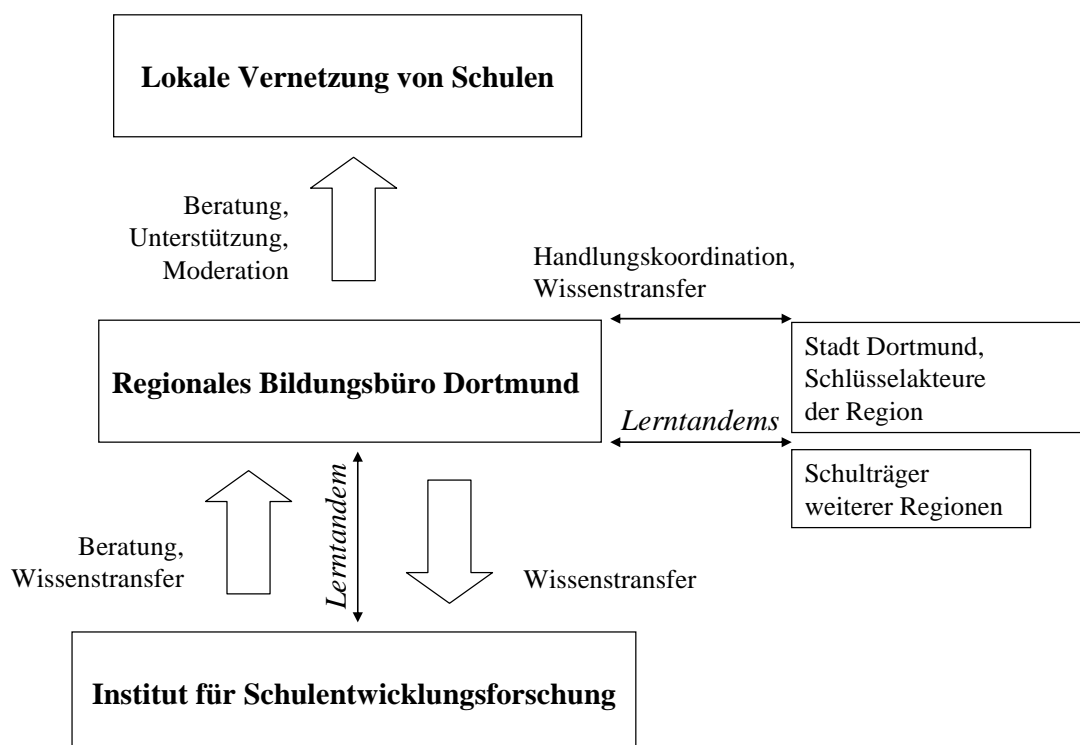 Lokale Vernetzung von Schulen
Beratung,
Unterstützung,
Moderation
Handlungskoordination,
Wissenstransfer
Regionales Bildungsbüro Dortmund
Stadt Dortmund,
Schlüsselakteure
der Region
Lerntandems
Schulträger
weiterer Regionen
Beratung,
Wissenstransfer
Lerntandem
Wissenstransfer
Institut für Schulentwicklungsforschung